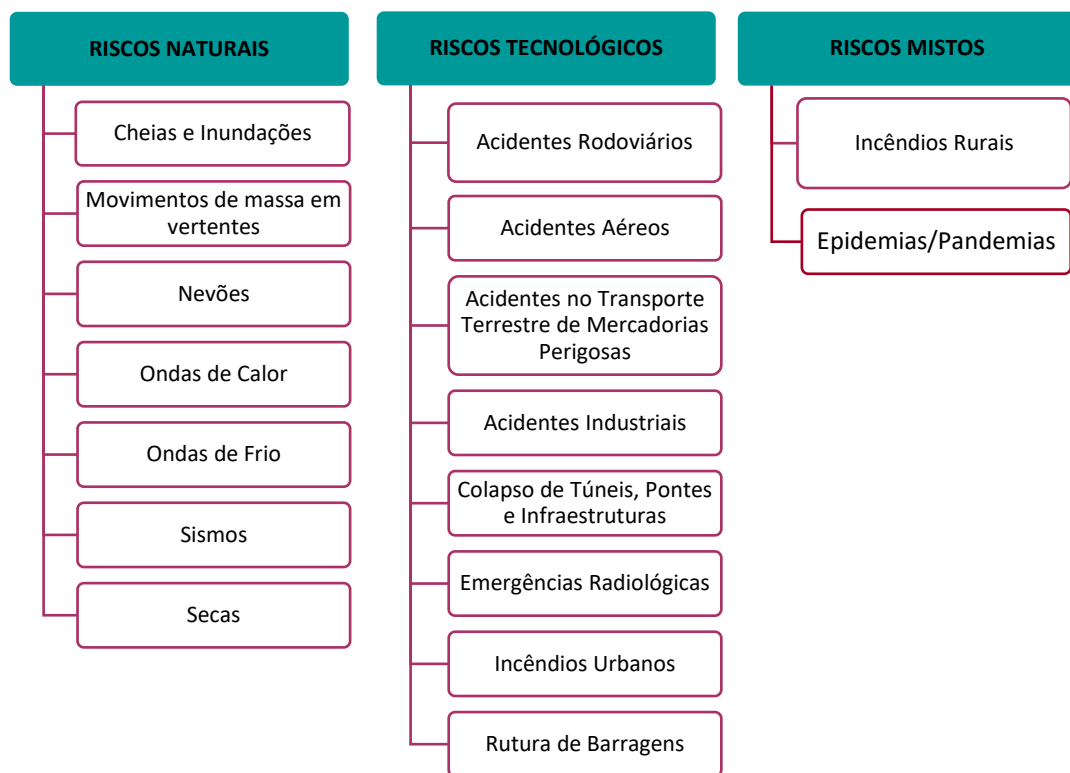 RISCOS NATURAIS
Cheias e Inundações
Movimentos de massa em
vertentes
Nevões
Ondas de Calor
Ondas de Frio
Sismos
Secas
RISCOS TECNOLÓGICOS
Acidentes Rodoviários
Acidentes Aéreos
Acidentes no Transporte
Terrestre de Mercadorias
Perigosas
Acidentes Industriais
Colapso de Túneis, Pontes
e Infraestruturas
Emergências Radiológicas
Incêndios Urbanos
Rutura de Barragens
RISCOS MISTOS
Incêndios Rurais
Epidemias/Pandemias